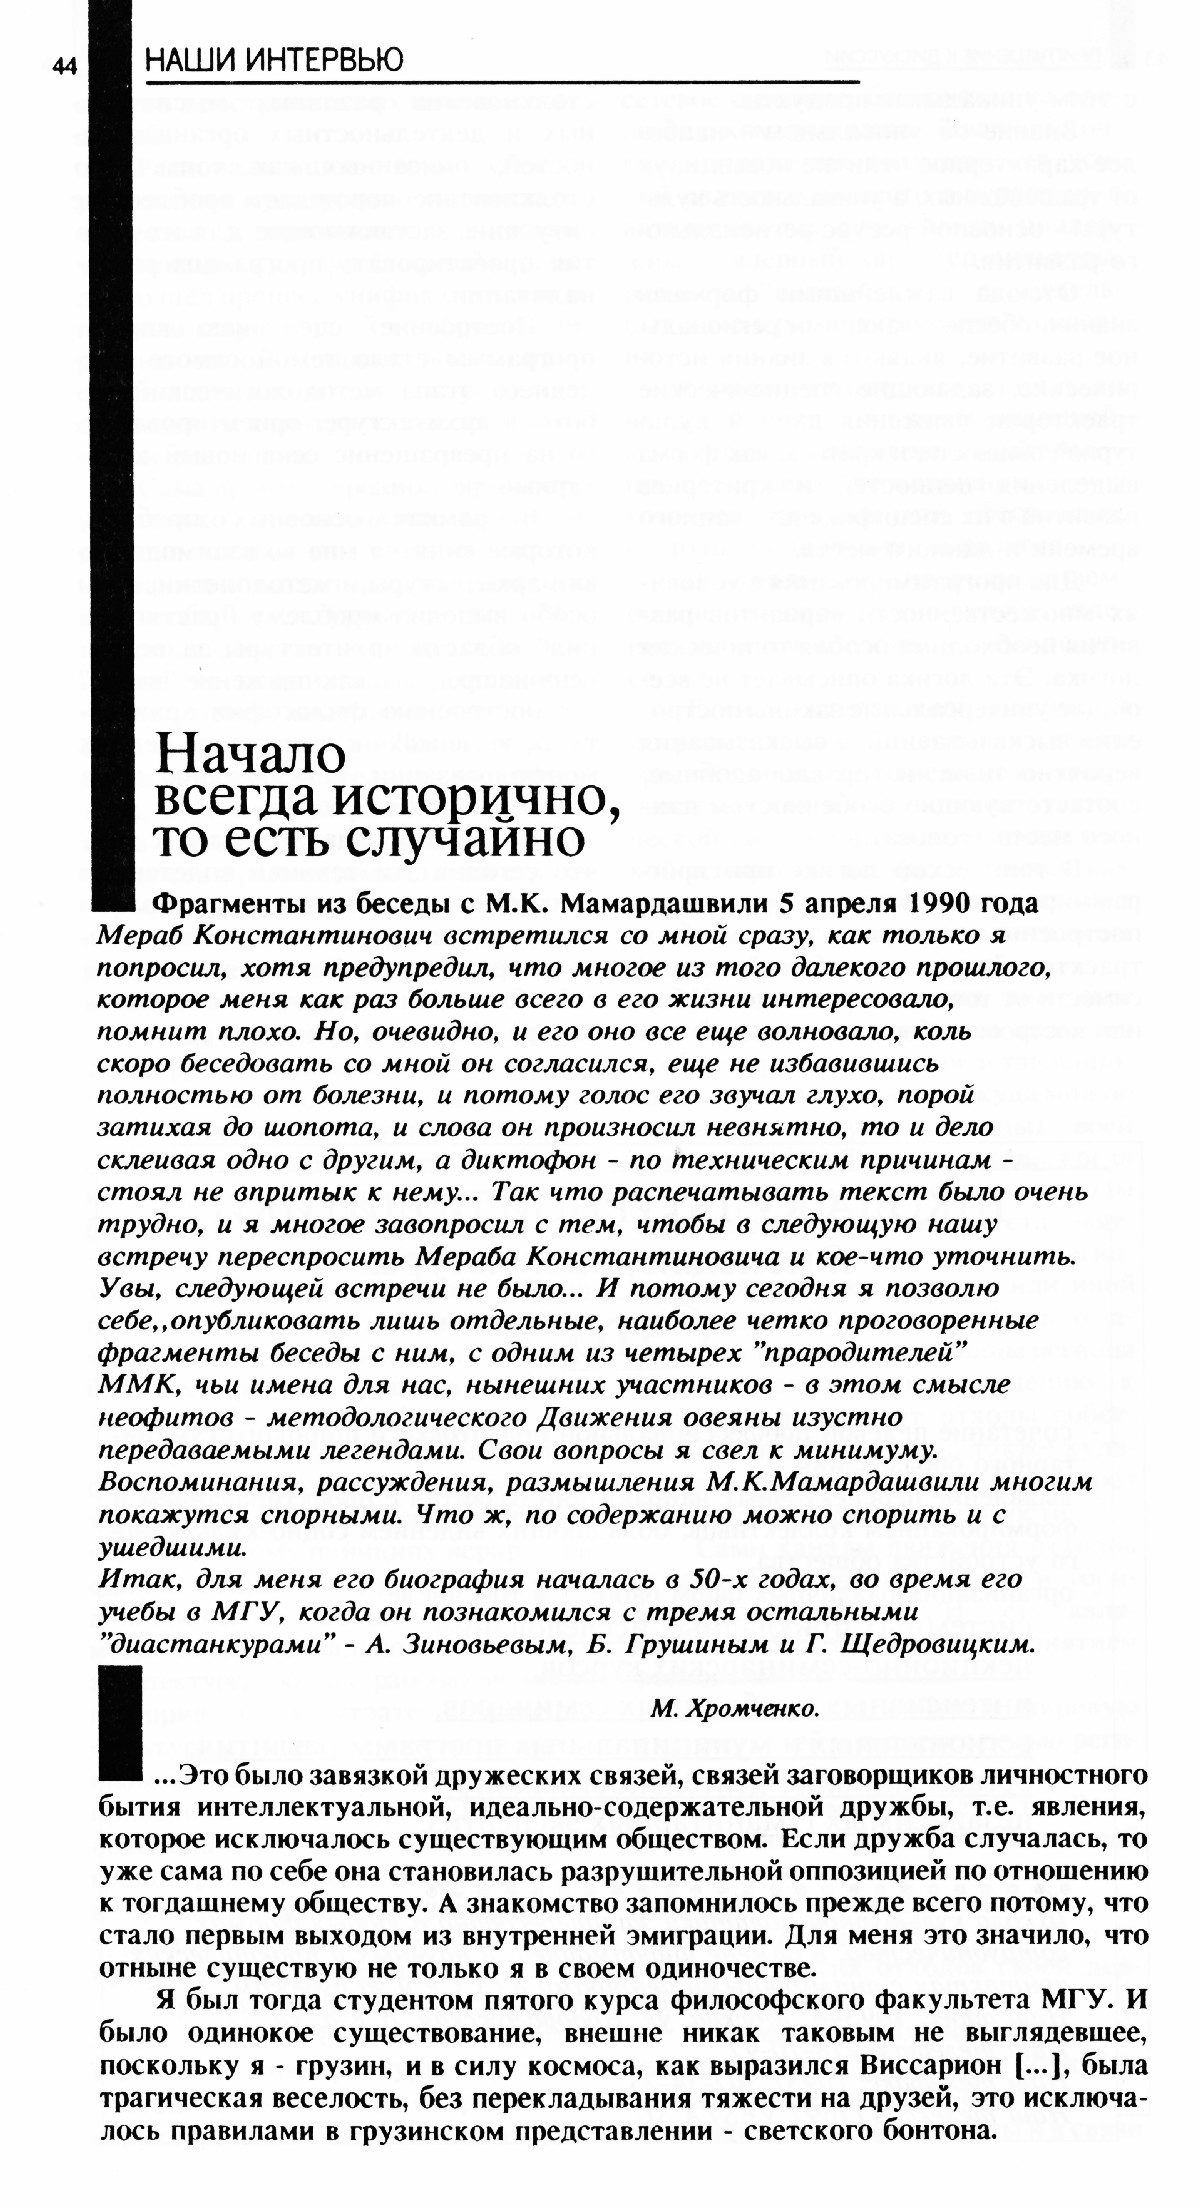 44
НАШИ ИНТЕРВЬЮ
Начало
всегда исторично,
то есть случайно
Фрагменты из беседы с М.К. Мамардашвили 5 апреля 1990 года
Мераб Константинович встретился со мной сразу, как только я
попросил, хотя предупредил, что многое из того далекого прошлого,
которое меня как раз больше всего в его жизни интересовало,
помнит плохо. Но, очевидно, и его оно все еще волновало, коль
скоро беседовать со мной он согласился, еще не избавившись
полностью от болезни, и потому голос его звучал глухо, порой
затихая до шопота, и слова он произносил невнятно, то и дело
склеивая одно с другим, а диктофон - по техническим причинам -
стоял не впритык к нему... Так что распечатывать текст было очень
трудно, и я многое завопросил с тем, чтобы в следующую нашу
встречу переспросить Мераба Константиновича и кое-что уточнить.
Увы, следующей встречи не было... И потому сегодня я позволю
себе,,опубликовать лишь отдельные, наиболее четко проговоренные
фрагменты беседы с ним, с одним из четырех ”прародителей”
ММК, чьи имена для нас, нынешних участников - в этом смысле
неофитов - методологического Движения овеяны изустно
передаваемыми легендами. Свои вопросы я свел к минимуму.
Воспоминания, рассуждения, размышления М.К.Мамардашвили многим
покажутся спорными. Что ж, по содержанию можно спорить и с
ушедшими.
Итак, для меня его биография началась в 50-х годах, во время его
учебы в МГУ, когда он познакомился с тремя остальными
”диастанкурами” - А. Зиновьевым, Б. Грушиным и Г. Щедровицким.
М. Хромченко.
...Это было завязкой дружеских связей, связей заговорщиков личностного
бытия интеллектуальной, идеально-содержательной дружбы, т.е. явления,
которое исключалось существующим обществом. Если дружба случалась, то
уже сама по себе она становилась разрушительной оппозицией по отношению
к тогдашнему обществу. А знакомство запомнилось прежде всего потому, что
стало первым выходом из внутренней эмиграции. Для меня это значило, что
отныне существую не только я в своем одиночестве.
Я был тогда студентом пятого курса философского факультета МГУ. И
было одинокое существование, внешне никак таковым не выглядевшее,
поскольку я - грузин, и в силу космоса, как выразился Виссарион [...], была
трагическая веселость, без перекладывания тяжести на друзей, это исключа-
лось правилами в грузинском представлении - светского бонтона.